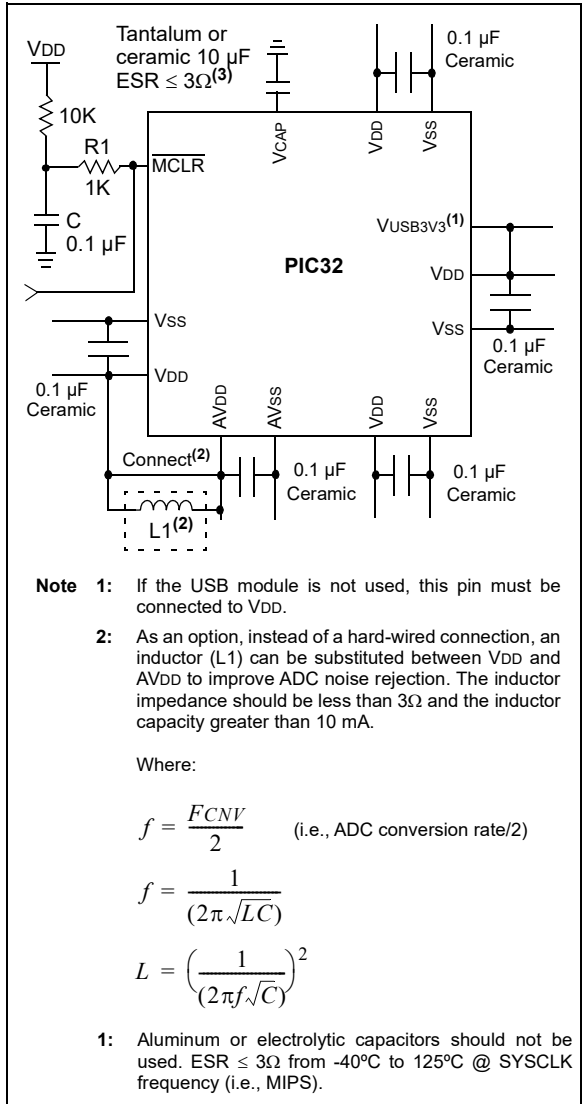 Tantalum or
ceramic 10 µF
ESR ≤ 3Ω(3)
VDD
10K
R1
1K
C
0.1 µF
MCLR
VCAP
VDD
VSS
0.1 µF
Ceramic
VUSB3V3(1)
VDD
VSS
0.1 µF
Ceramic
PIC32
VSS
VDD
0.1 µF
Ceramic
AVDD
AVSS
VDD
VSS
Connect(2)
L1(2)
0.1 µF
Ceramic
0.1 µF
Ceramic
Note 1: If the USB module is not used, this pin must be
connected to VDD.
2: As an option, instead of a hard-wired connection, an
inductor (L1) can be substituted between VDD and
AVDD to improve ADC noise rejection. The inductor
impedance should be less than 3Ω and the inductor
capacity greater than 10 mA.
Where:
f = FCNV / 2 (i.e., ADC conversion rate/2)
f = 1 / (2π√LC)
L = (1 / (2πf√C))²
1: Aluminum or electrolytic capacitors should not be
used. ESR ≤ 3Ω from -40ºC to 125ºC @ SYSCLK
frequency (i.e., MIPS).